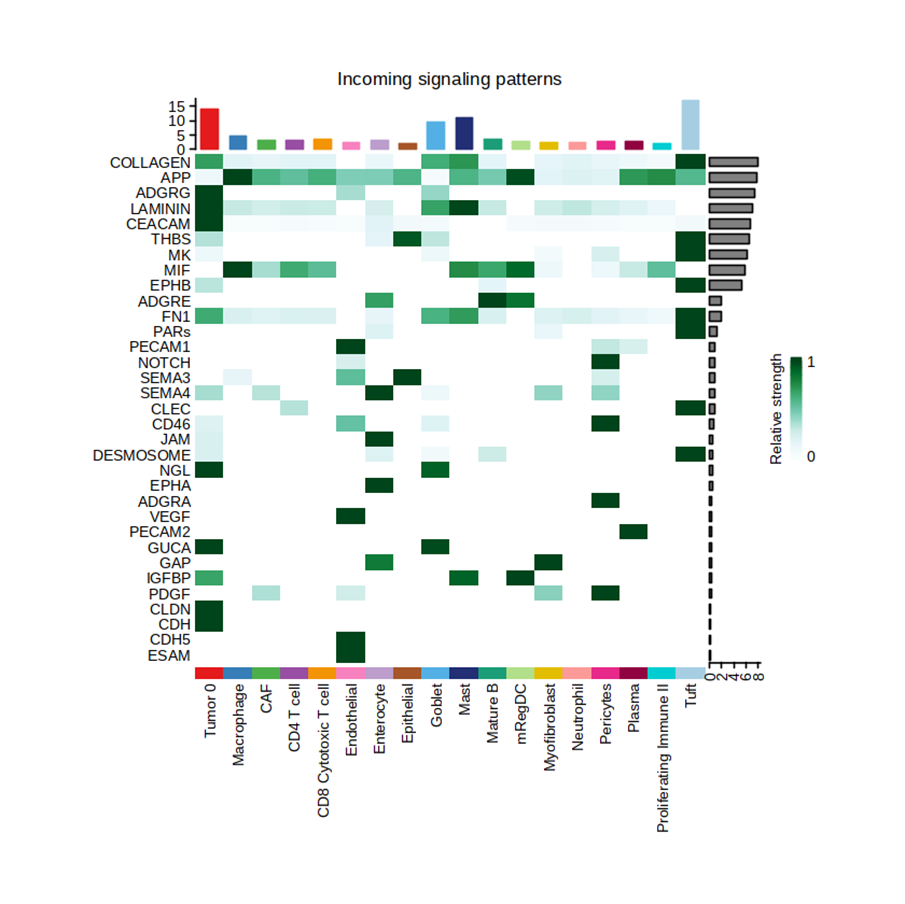 Incoming signaling patterns
15
10
5
0
COLLAGEN
APP
ADGRG
LAMININ
CEACAM
THBS
MK
MIF
EPHB
ADGRE
FN1
PARs
PECAM1
NOTCH
SEMA3
SEMA4
CLEC
CD46
JAM
DESMOSOME
NGL
EPHA
ADGRA
VEGF
PECAM2
GUCA
GAP
IGFBP
PDGF
CLDN
CDH
CDH5
ESAM
Relative strength
1
0
0 2 4 6 8
Tumor 0
Macrophage
CAF
CD4 T cell
CD8 Cytotoxic T cell
Endothelial
Enterocyte
Epithelial
Goblet
Mast
Mature B
mRegDC
Myofibroblast
Neutrophil
Pericytes
Plasma
Proliferating Immune II
Tuft